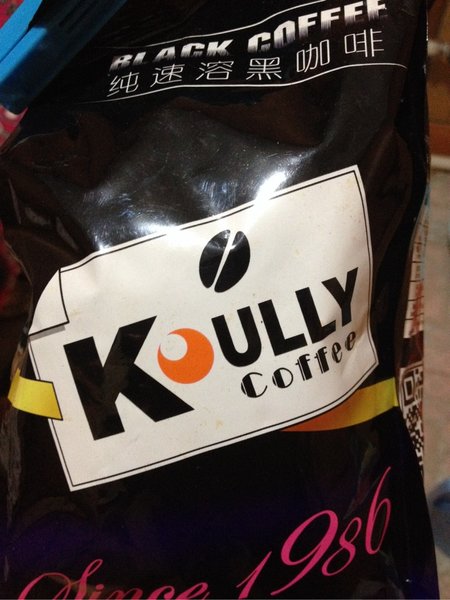 BLACK COFFEE
纯速溶黑咖啡
KOULLY
Coffee
Since 1986